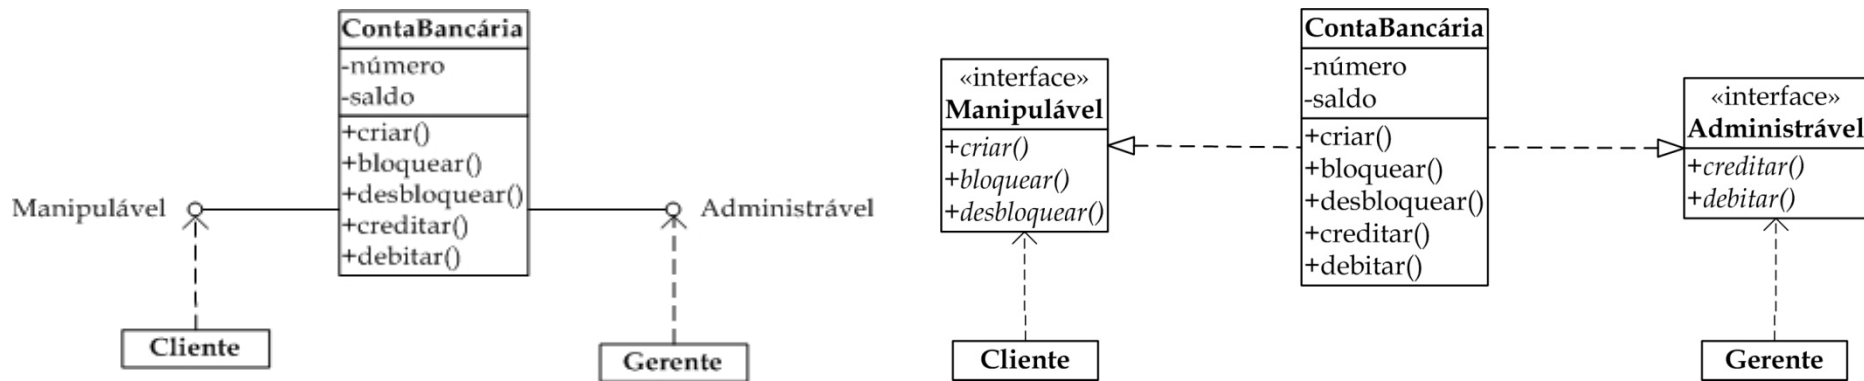 ContaBancária
-número
-saldo
+criar()
+bloquear()
+desbloquear()
+creditar()
+debitar()
Manipulável
Administrável
Cliente
Gerente
«interface»
Manipulável
+criar()
+bloquear()
+desbloquear()
ContaBancária
-número
-saldo
+criar()
+bloquear()
+desbloquear()
+creditar()
+debitar()
«interface»
Administrável
+creditar()
+debitar()
Cliente
Gerente